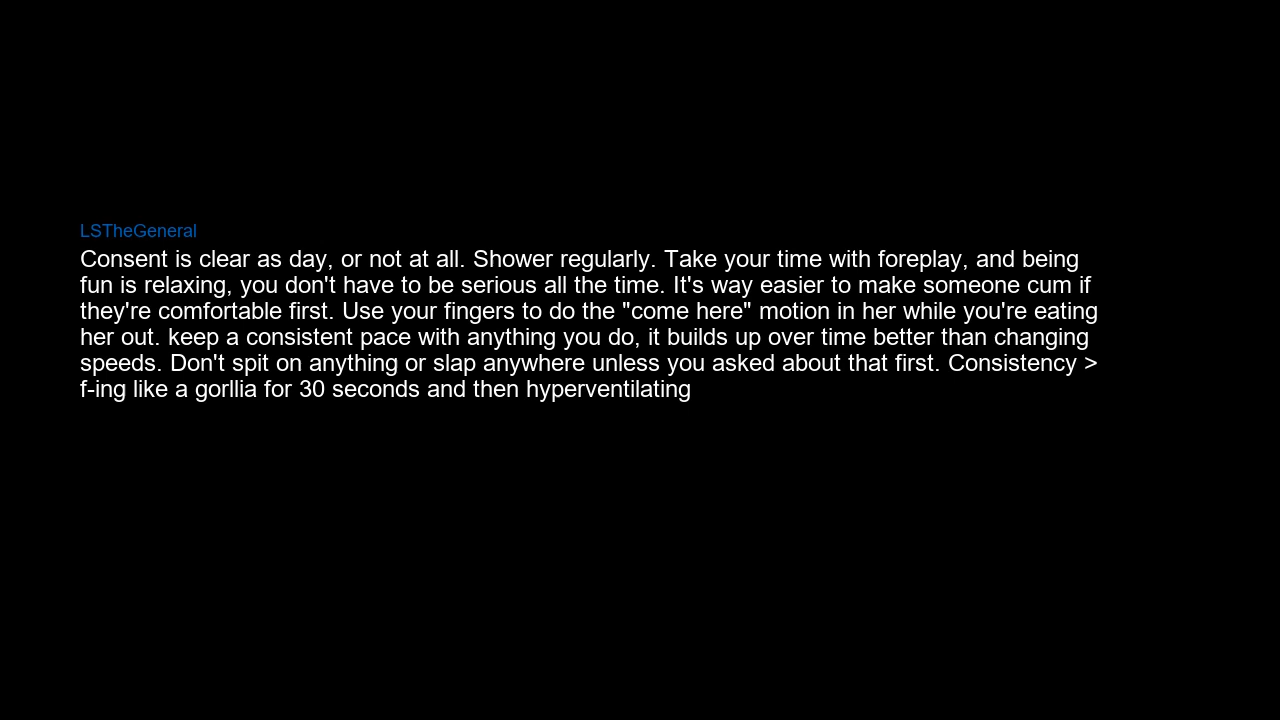 LSTheGeneral
Consent is clear as day, or not at all. Shower regularly. Take your time with foreplay, and being
fun is relaxing, you don't have to be serious all the time. It's way easier to make someone cum if
they're comfortable first. Use your fingers to do the "come here" motion in her while you're eating
her out. keep a consistent pace with anything you do, it builds up over time better than changing
speeds. Don't spit on anything or slap anywhere unless you asked about that first. Consistency >
f-ing like a gorllia for 30 seconds and then hyperventilating